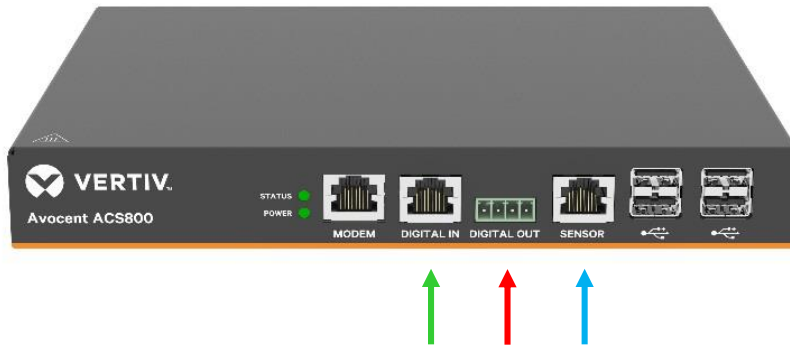 VERTIV.
Avocent ACS800
STATUS
POWER
MODEM
DIGITAL IN
DIGITAL OUT
SENSOR